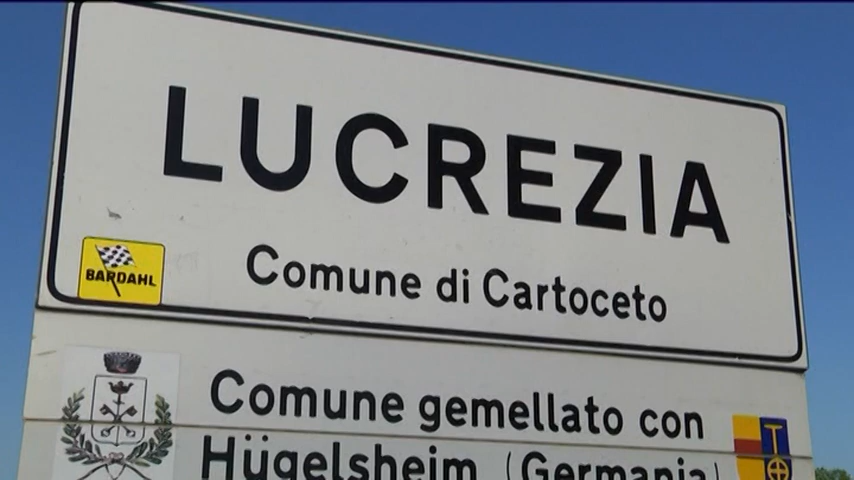 LUCREZIA
BARDAHL
Comune di Cartoceto
Comune gemellato con
Hügelsheim (Germania)